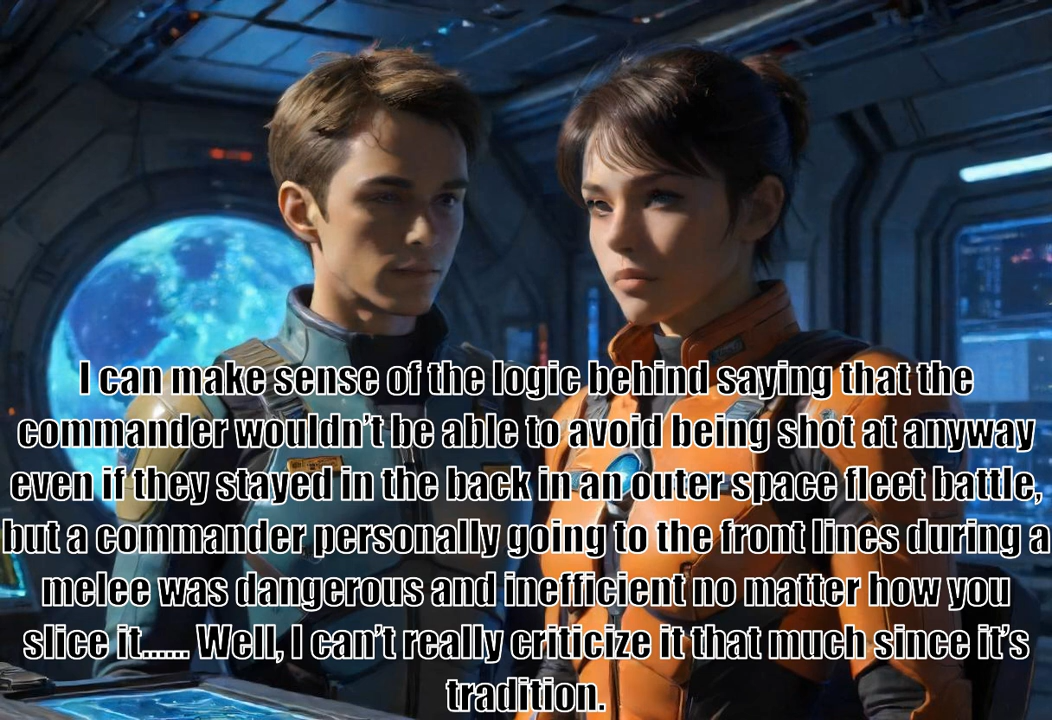 I can make sense of the logic behind saying that the
commander wouldn't be able to avoid being shot at anyway
even if they stayed in the back in an outer space fleet battle,
but a commander personally going to the front lines during a
melee was dangerous and inefficient no matter how you
slice it...... Well, I can't really criticize it that much since it's
tradition.